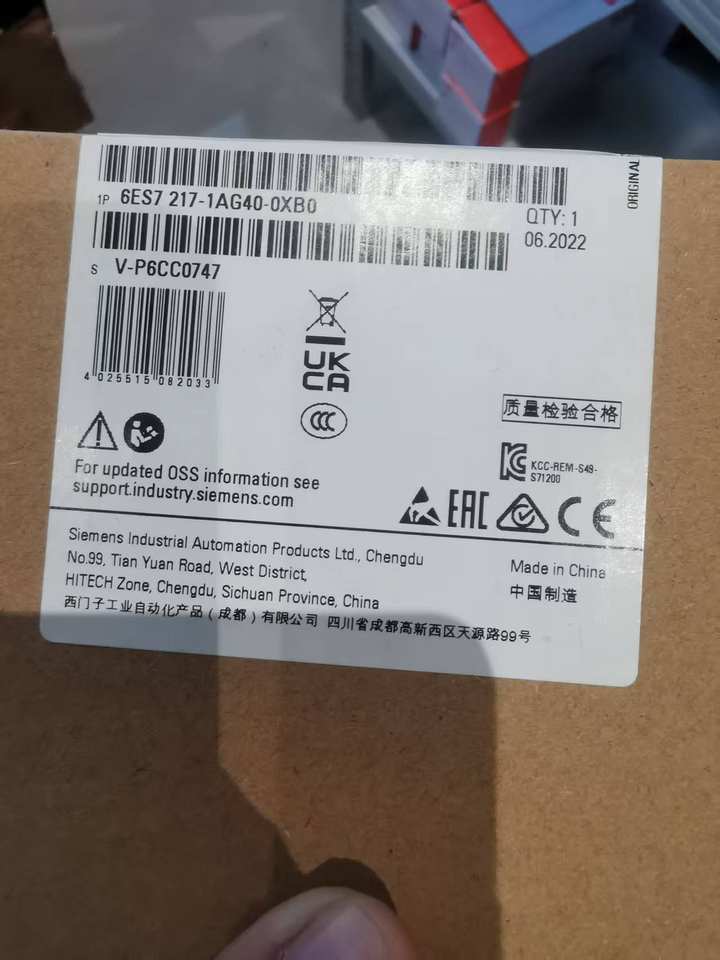 ORIGINAL
1P 6ES7 217-1AG40-0XB0
QTY: 1
06.2022
S V-P6CC0747
4 025515 082033
UK
CA
CCC
质量检验合格
KCC-REM-S49-
S71200
For updated OSS information see
support.industry.siemens.com
EAC
CE
Siemens Industrial Automation Products Ltd., Chengdu
No.99, Tian Yuan Road, West District,
HITECH Zone, Chengdu, Sichuan Province, China
Made in China
中国制造
西门子工业自动化产品(成都)有限公司 四川省成都高新西区天源路99号